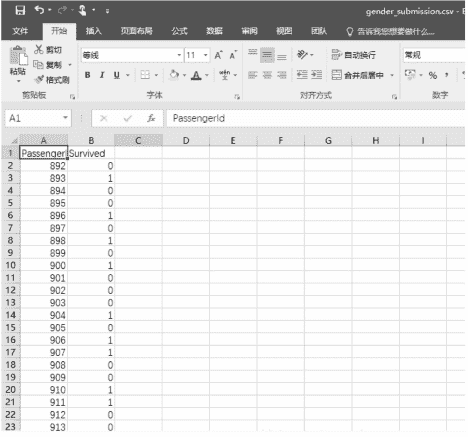 gender_submission.csv - E
文件 开始 插入 页面布局 公式 数据 审阅 视图 团队 告诉我您想要做什么...
剪切
复制
格式刷
粘贴
等线 11 A A
B I U A
自动换行
合并后居中
常规
% ,
剪贴板 字体 对齐方式 数字
A1 fx PassengerId
A B C D E F G H I
1 Passenger Survived
2 892 0
3 893 1
4 894 0
5 895 0
6 896 1
7 897 0
8 898 1
9 899 0
10 900 1
11 901 0
12 902 0
13 903 0
14 904 1
15 905 0
16 906 1
17 907 1
18 908 0
19 909 0
20 910 1
21 911 1
22 912 0
23 913 0